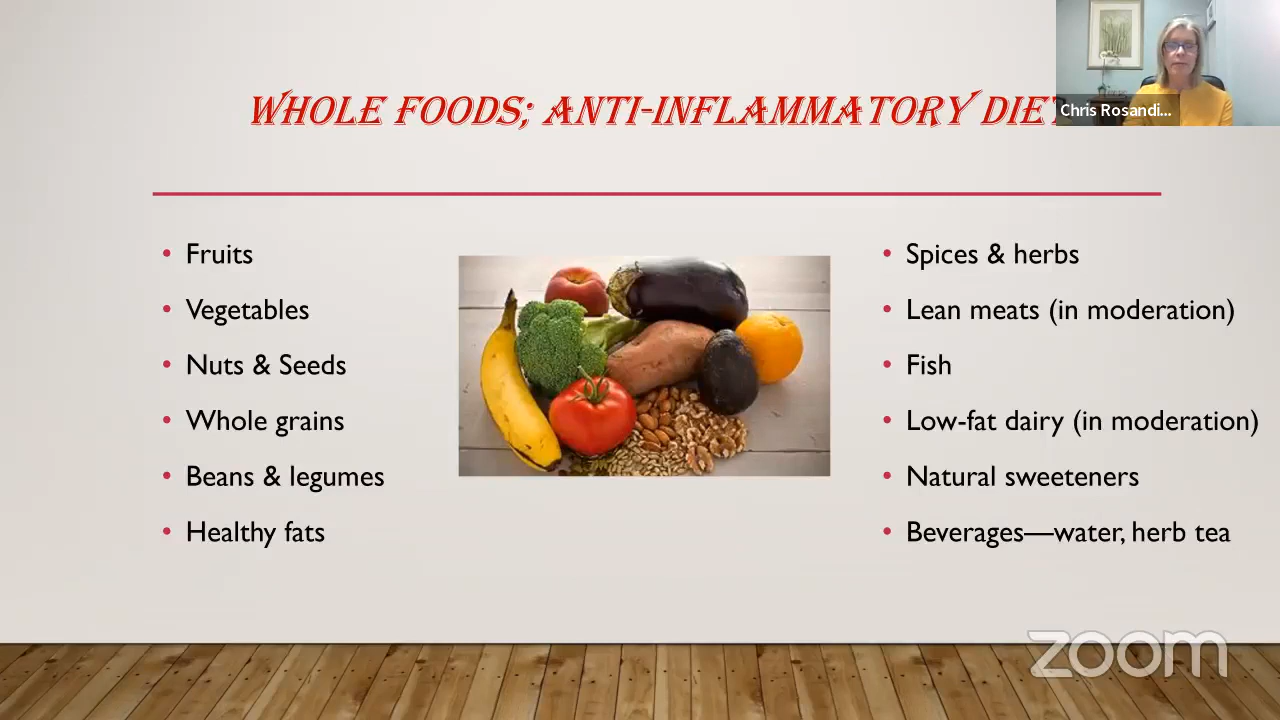 WHOLE FOODS; ANTI-INFLAMMATORY DIET
Chris Rosandi...
• Fruits
• Vegetables
• Nuts & Seeds
• Whole grains
• Beans & legumes
• Healthy fats
• Spices & herbs
• Lean meats (in moderation)
• Fish
• Low-fat dairy (in moderation)
• Natural sweeteners
• Beverages—water, herb tea
zoom